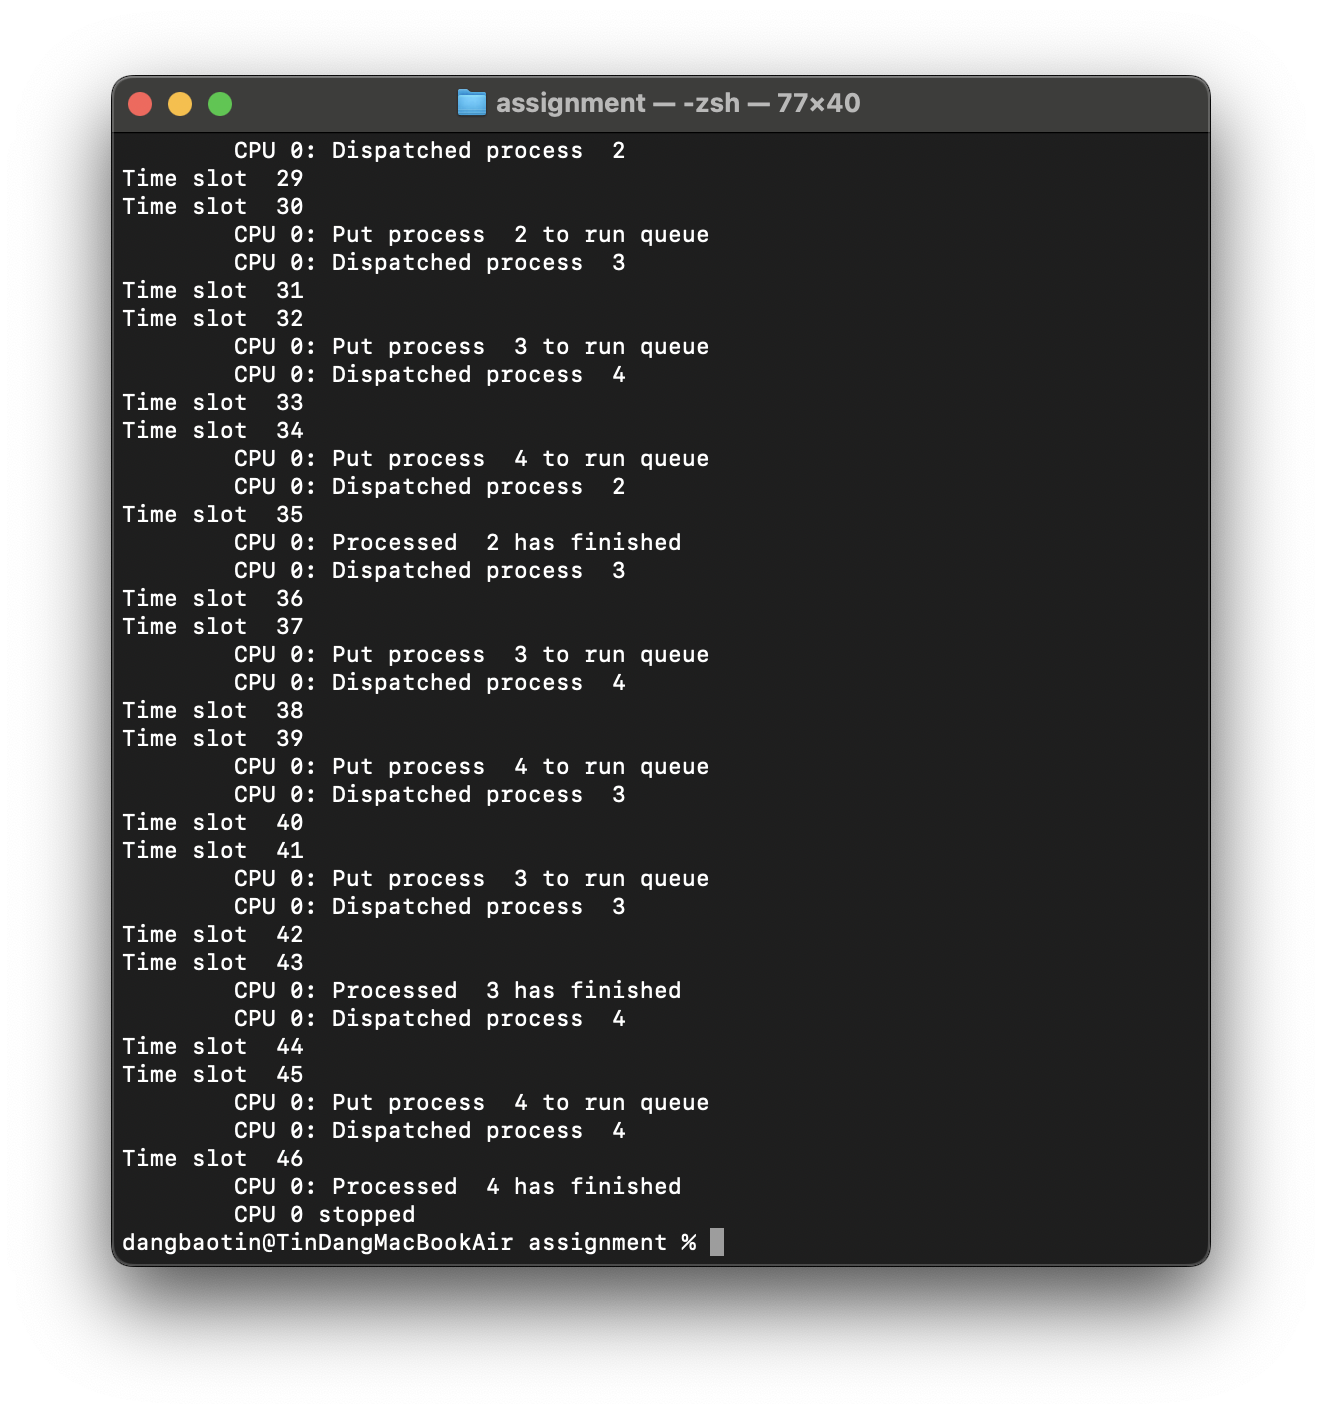 assignment — -zsh — 77×40
CPU 0: Dispatched process  2
Time slot  29
Time slot  30
CPU 0: Put process  2 to run queue
CPU 0: Dispatched process  3
Time slot  31
Time slot  32
CPU 0: Put process  3 to run queue
CPU 0: Dispatched process  4
Time slot  33
Time slot  34
CPU 0: Put process  4 to run queue
CPU 0: Dispatched process  2
Time slot  35
CPU 0: Processed  2 has finished
CPU 0: Dispatched process  3
Time slot  36
Time slot  37
CPU 0: Put process  3 to run queue
CPU 0: Dispatched process  4
Time slot  38
Time slot  39
CPU 0: Put process  4 to run queue
CPU 0: Dispatched process  3
Time slot  40
Time slot  41
CPU 0: Put process  3 to run queue
CPU 0: Dispatched process  3
Time slot  42
Time slot  43
CPU 0: Processed  3 has finished
CPU 0: Dispatched process  4
Time slot  44
Time slot  45
CPU 0: Put process  4 to run queue
CPU 0: Dispatched process  4
Time slot  46
CPU 0: Processed  4 has finished
CPU 0 stopped
dangbaotin@TinDangMacBookAir assignment %